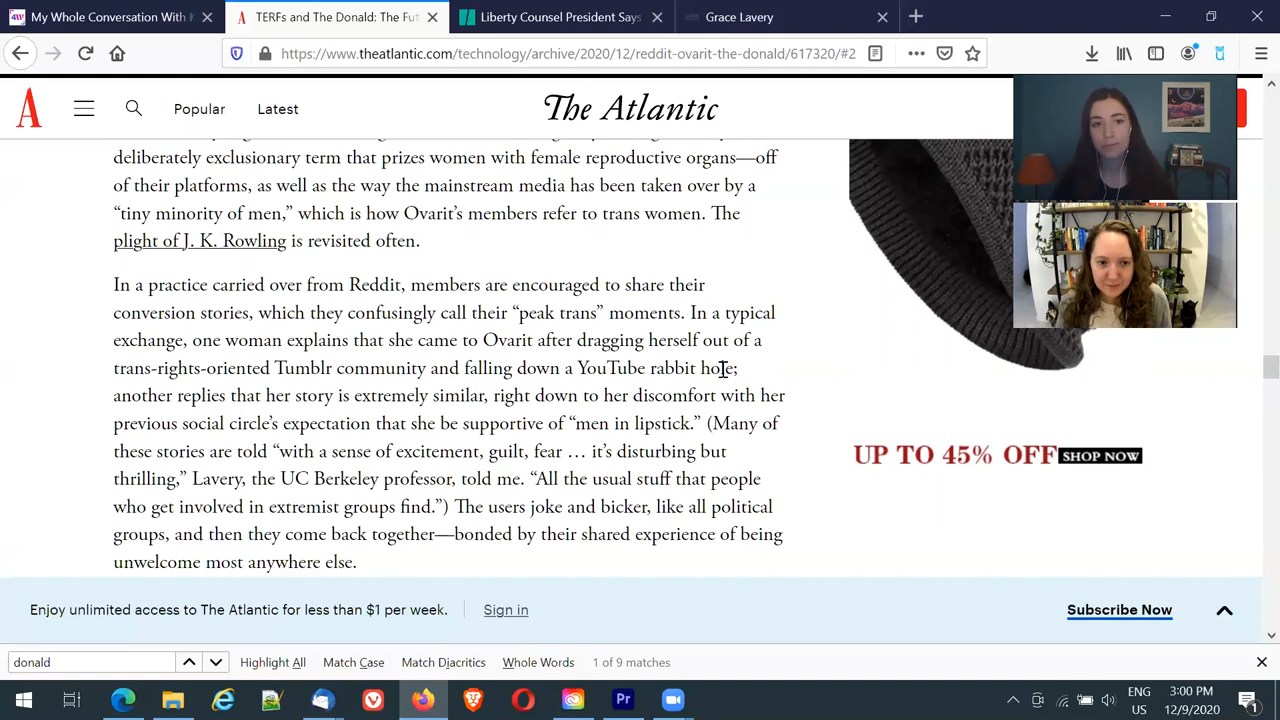 My Whole Conversation With K
TERFs and The Donald: The Fut
Liberty Counsel President Says
Grace Lavery
https://www.theatlantic.com/technology/archive/2020/12/reddit-ovarit-the-donald/617320/#2
Popular
Latest
The Atlantic
deliberately exclusionary term that prizes women with female reproductive organs—off
of their platforms, as well as the way the mainstream media has been taken over by a
“tiny minority of men,” which is how Ovarit’s members refer to trans women. The
plight of J. K. Rowling is revisited often.
In a practice carried over from Reddit, members are encouraged to share their
conversion stories, which they confusingly call their “peak trans” moments. In a typical
exchange, one woman explains that she came to Ovarit after dragging herself out of a
trans-rights-oriented Tumblr community and falling down a YouTube rabbit hole;
another replies that her story is extremely similar, right down to her discomfort with her
previous social circle’s expectation that she be supportive of “men in lipstick.” (Many of
these stories are told “with a sense of excitement, guilt, fear … it’s disturbing but
thrilling,” Lavery, the UC Berkeley professor, told me. “All the usual stuff that people
who get involved in extremist groups find.”) The users joke and bicker, like all political
groups, and then they come back together—bonded by their shared experience of being
unwelcome most anywhere else.
UP TO 45% OFF SHOP NOW
Enjoy unlimited access to The Atlantic for less than $1 per week.
Sign in
Subscribe Now
donald
Highlight All
Match Case
Match Diacritics
Whole Words
1 of 9 matches
ENG
US
3:00 PM
12/9/2020